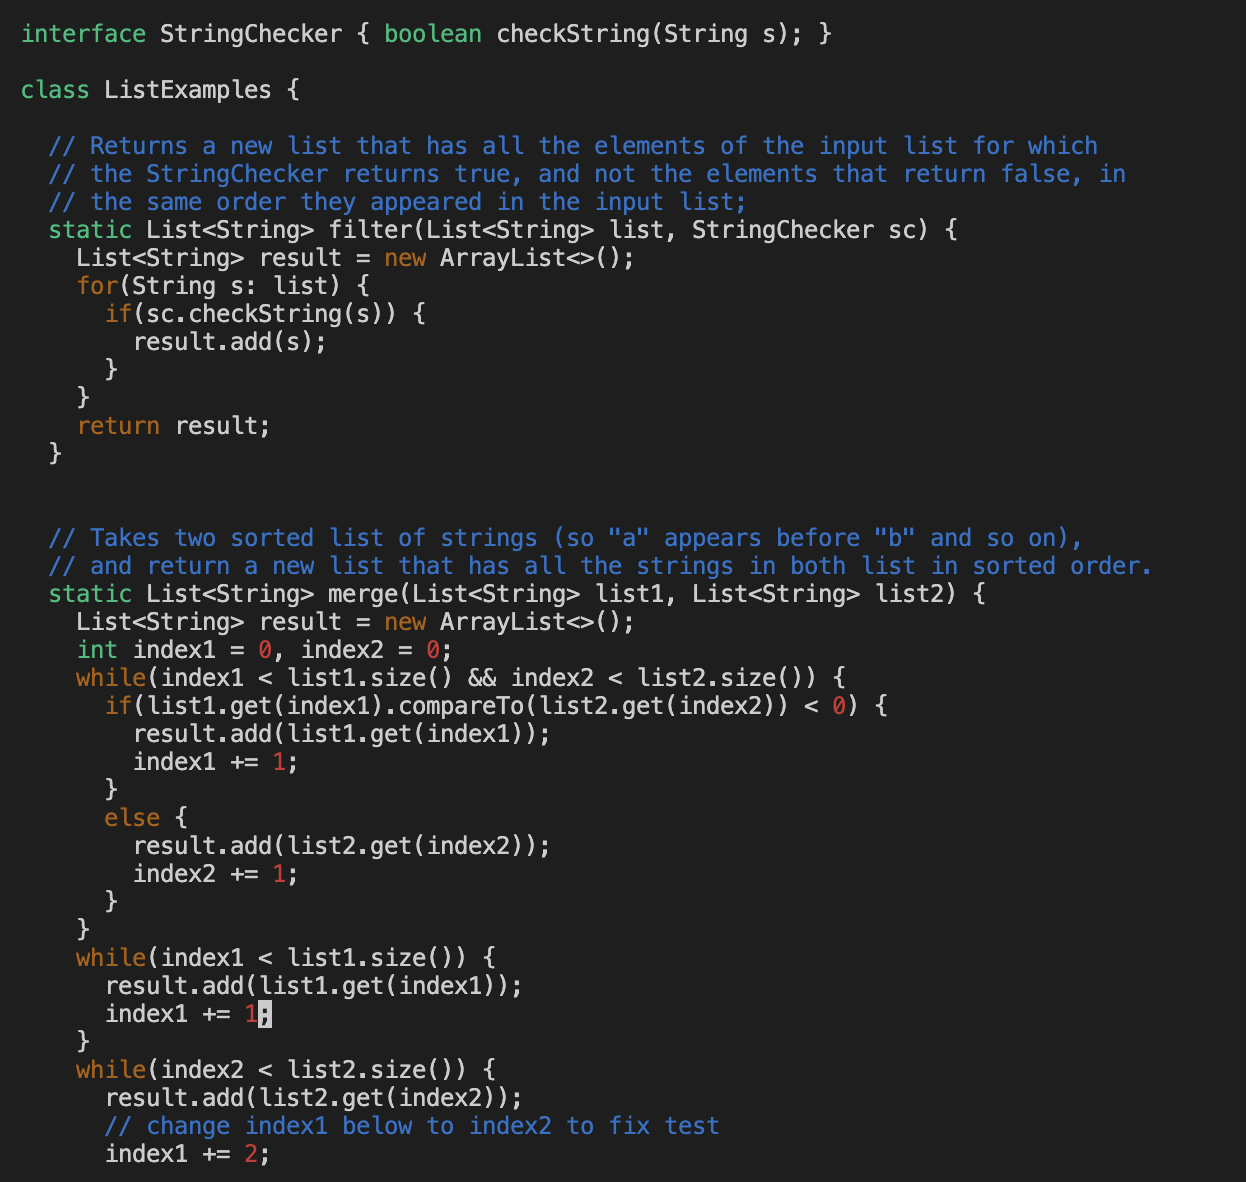 interface StringChecker { boolean checkString(String s); }
class ListExamples {
// Returns a new list that has all the elements of the input list for which
// the StringChecker returns true, and not the elements that return false, in
// the same order they appeared in the input list;
static List<String> filter(List<String> list, StringChecker sc) {
List<String> result = new ArrayList<>();
for(String s: list) {
if(sc.checkString(s)) {
result.add(s);
}
}
return result;
}
// Takes two sorted list of strings (so "a" appears before "b" and so on),
// and return a new list that has all the strings in both list in sorted order.
static List<String> merge(List<String> list1, List<String> list2) {
List<String> result = new ArrayList<>();
int index1 = 0, index2 = 0;
while(index1 < list1.size() && index2 < list2.size()) {
if(list1.get(index1).compareTo(list2.get(index2)) < 0) {
result.add(list1.get(index1));
index1 += 1;
}
else {
result.add(list2.get(index2));
index2 += 1;
}
}
while(index1 < list1.size()) {
result.add(list1.get(index1));
index1 += 1;
}
while(index2 < list2.size()) {
result.add(list2.get(index2));
// change index1 below to index2 to fix test
index1 += 2;